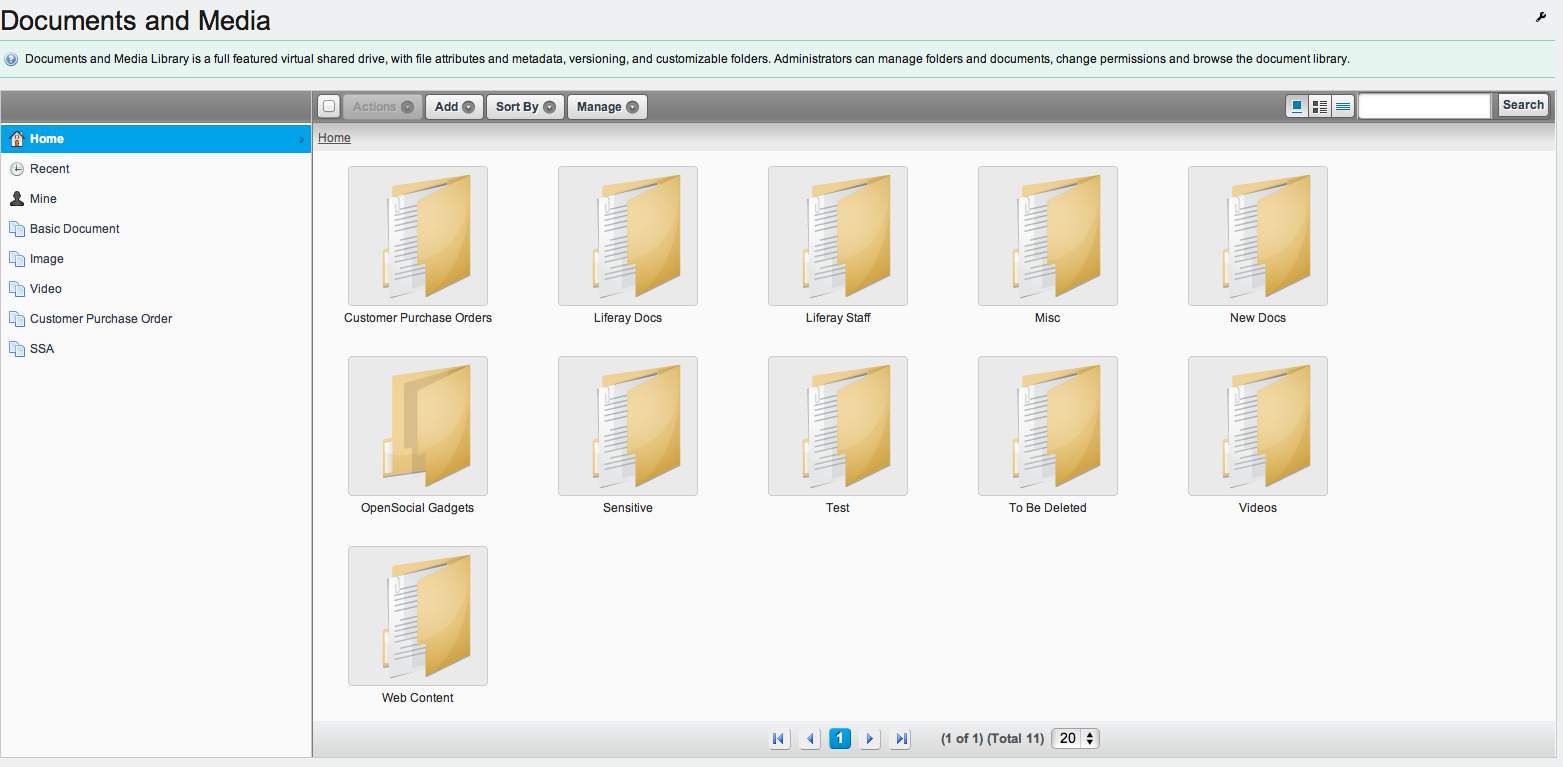 Documents and Media
Documents and Media Library is a full featured virtual shared drive, with file attributes and metadata, versioning, and customizable folders. Administrators can manage folders and documents, change permissions and browse the document library.
Actions Add Sort By Manage Search
Home
Recent
Mine
Basic Document
Image
Video
Customer Purchase Order
SSA
Home
Customer Purchase Orders Liferay Docs Liferay Staff Misc New Docs
OpenSocial Gadgets Sensitive Test To Be Deleted Videos
Web Content
1 (1 of 1) (Total 11) 20